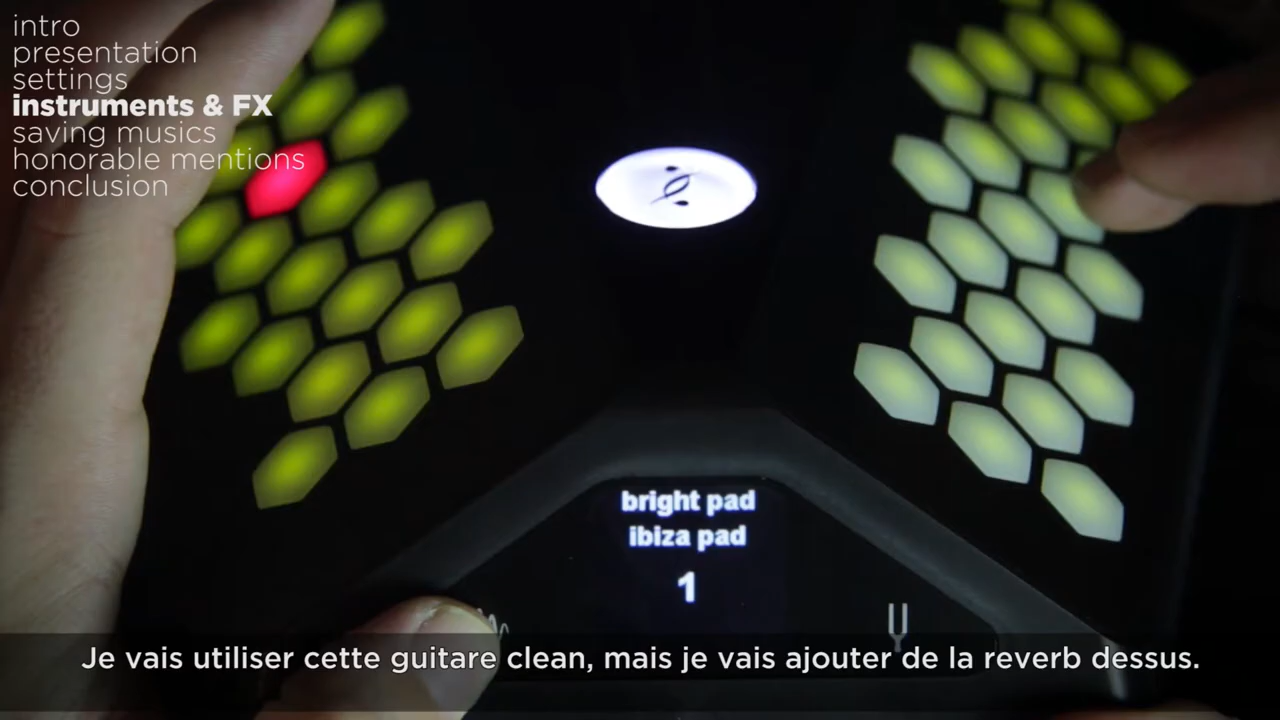 intro
presentation
settings
instruments & FX
saving musics
honorable mentions
conclusion
bright pad
ibiza pad
1
Je vais utiliser cette guitare clean, mais je vais ajouter de la reverb dessus.